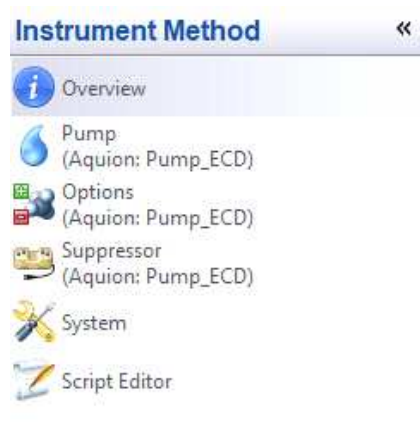 Instrument Method «
Overview
Pump
(Aquion: Pump_ECD)
Options
(Aquion: Pump_ECD)
Suppressor
(Aquion: Pump_ECD)
System
Script Editor